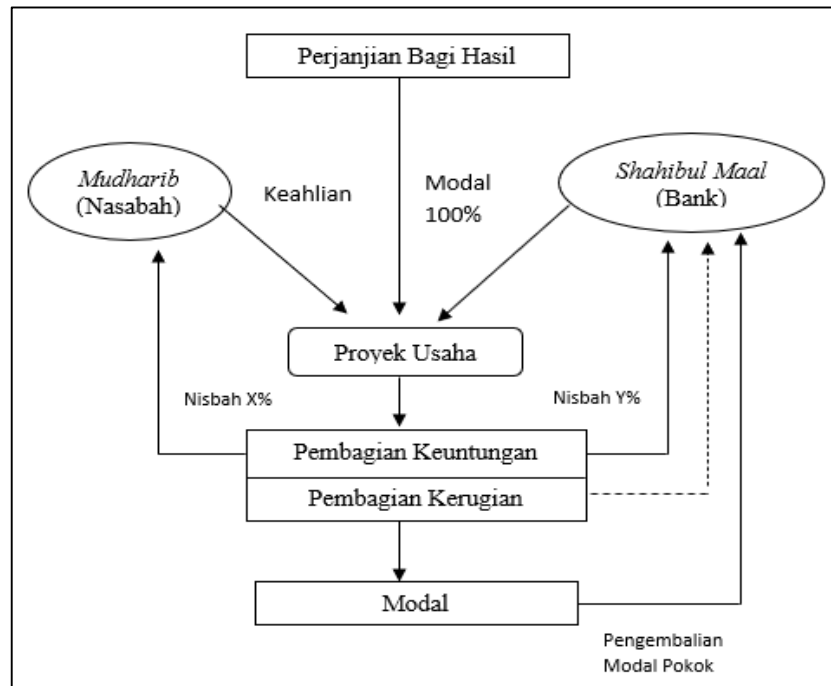 Perjanjian Bagi Hasil
Mudharib
(Nasabah)
Keahlian
Modal
100%
Shahibul Maal
(Bank)
Proyek Usaha
Nisbah X%
Nisbah Y%
Pembagian Keuntungan
Pembagian Kerugian
Modal
Pengembalian
Modal Pokok